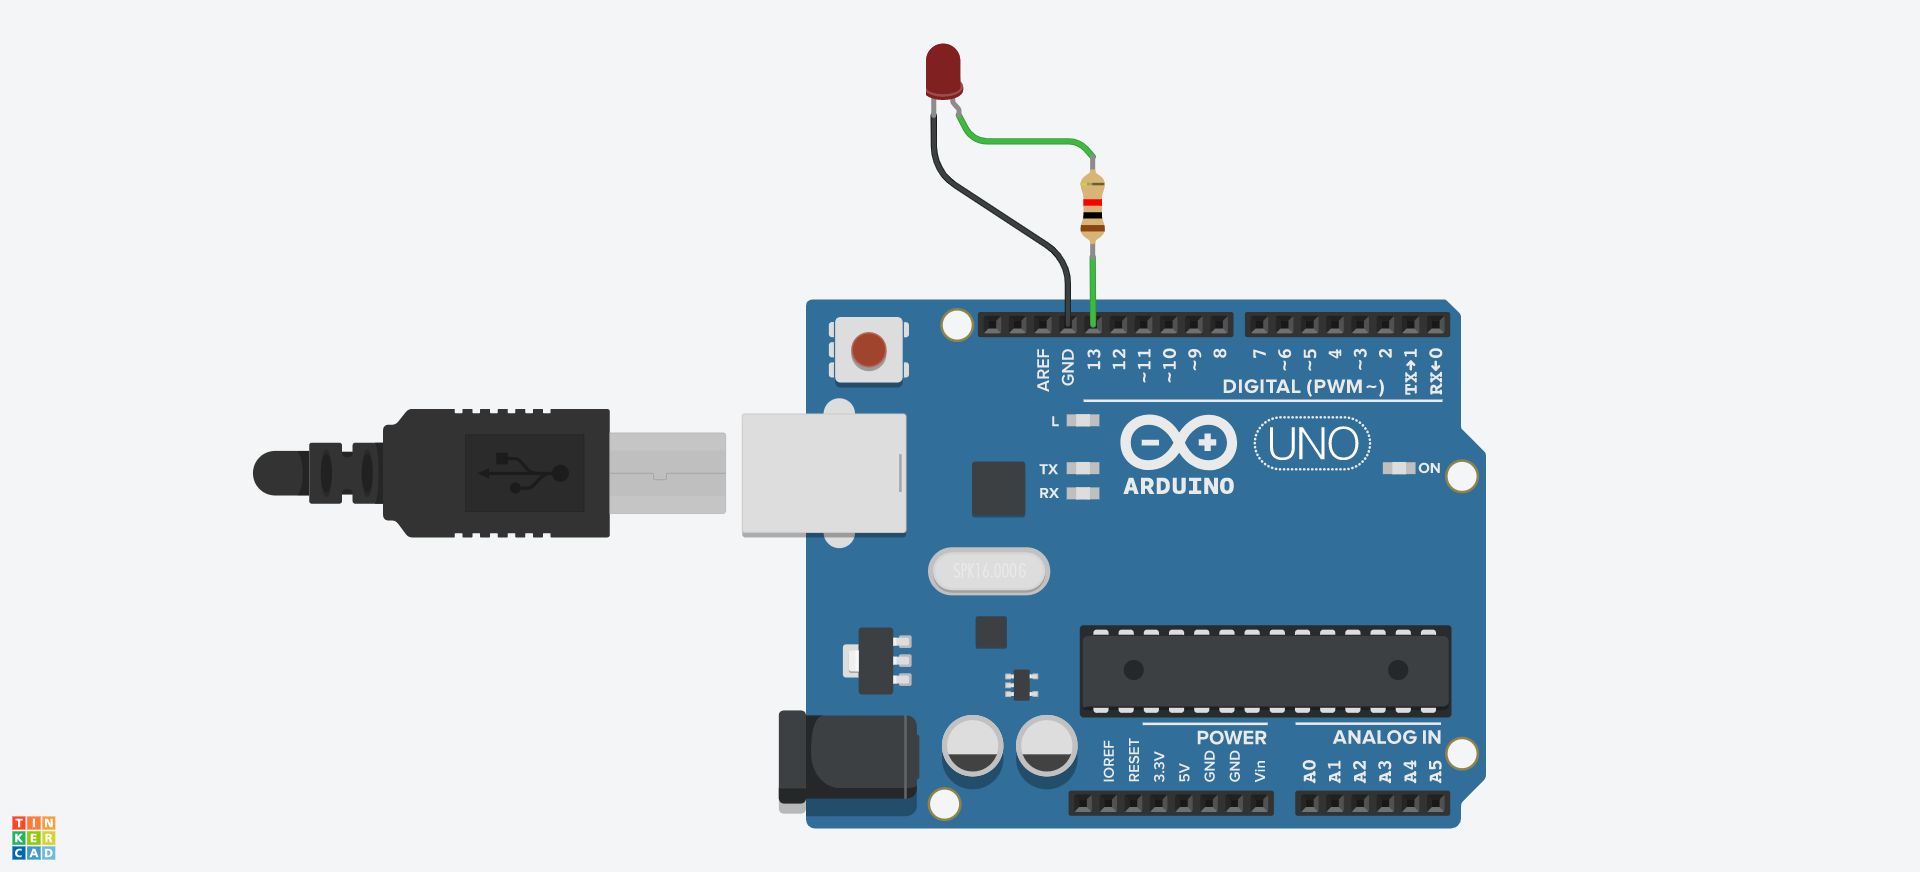 AREF
GND
13
12
~11
~10
~9
8
7
~6
~5
4
~3
2
TX→1
RX←0
DIGITAL (PWM~)
L
TX
RX
UNO
ARDUINO
ON
SPK16.000G
POWER
ANALOG IN
IOREF
RESET
3.3V
5V
GND
GND
Vin
A0
A1
A2
A3
A4
A5
TIN
KER
CAD